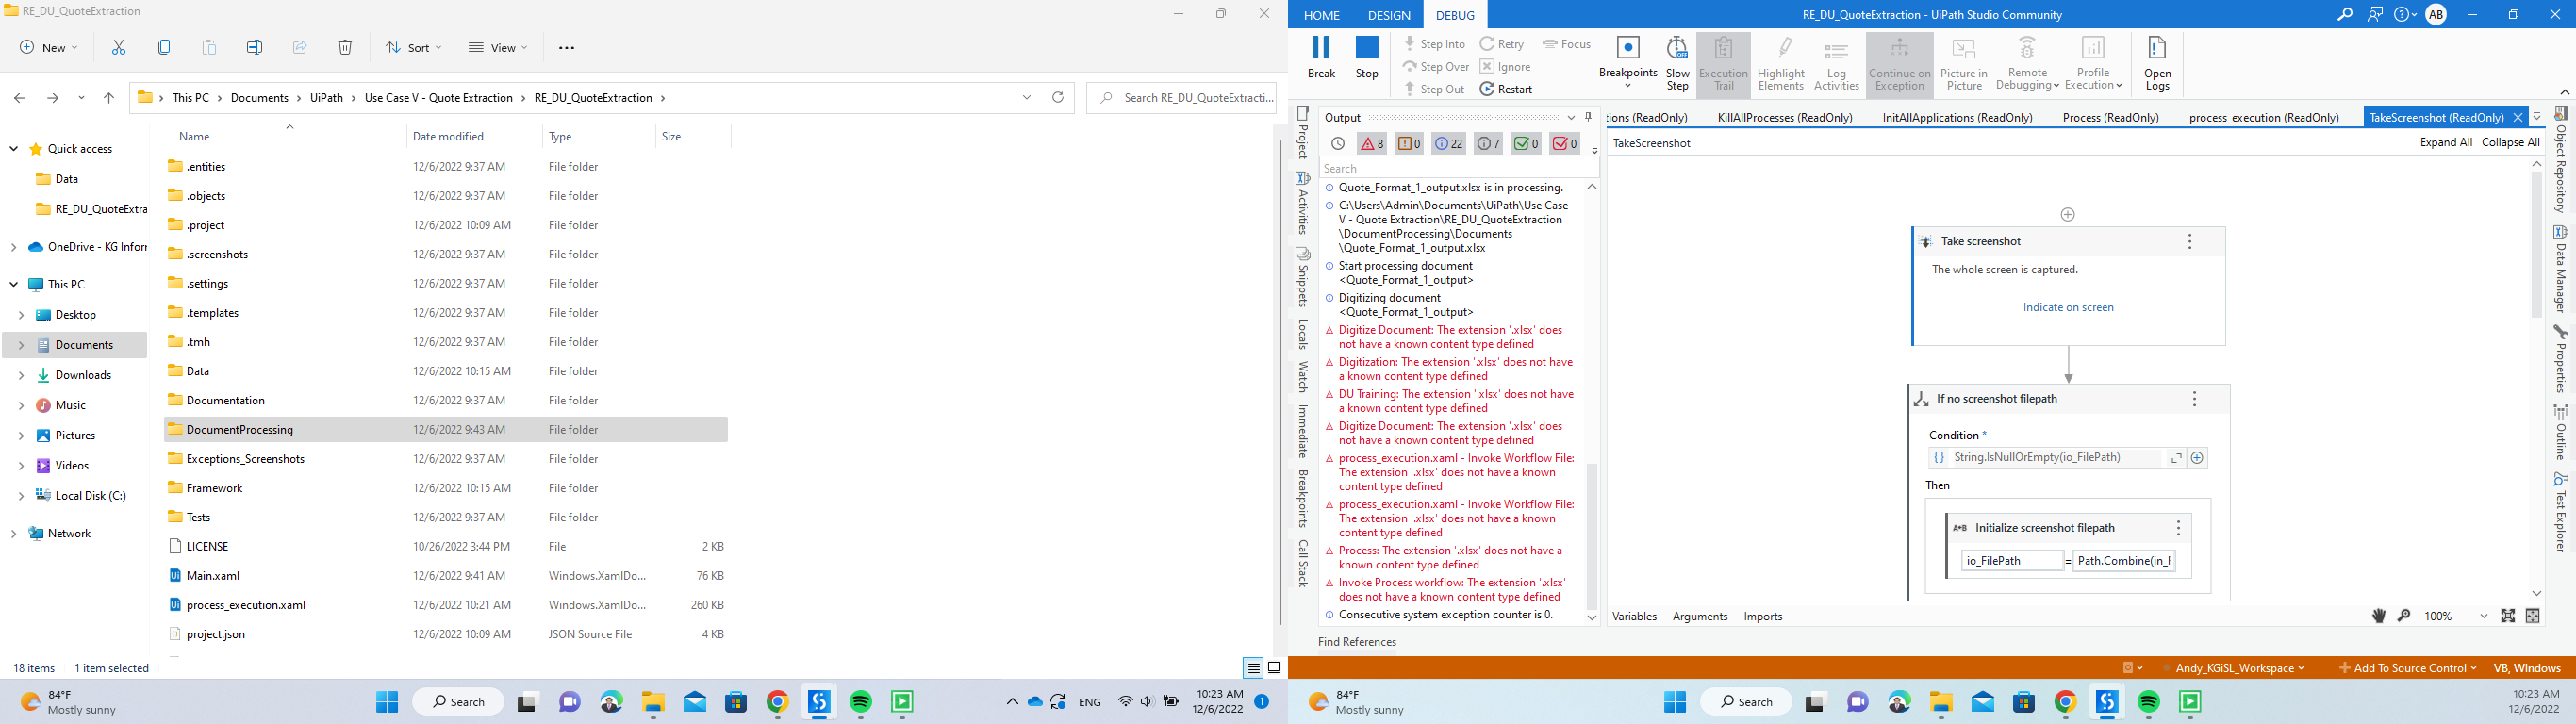 RE_DU_QuoteExtraction
New
Sort
View
This PC > Documents > UiPath > Use Case V - Quote Extraction > RE_DU_QuoteExtraction >
Search RE_DU_QuoteExtracti...
Name Date modified Type Size
Quick access
Data
RE_DU_QuoteExtra
OneDrive - KG Inforr
This PC
Desktop
Documents
Downloads
Music
Pictures
Videos
Local Disk (C:)
Network
.entities 12/6/2022 9:37 AM File folder
.objects 12/6/2022 9:37 AM File folder
.project 12/6/2022 10:09 AM File folder
.screenshots 12/6/2022 9:37 AM File folder
.settings 12/6/2022 9:37 AM File folder
.templates 12/6/2022 9:37 AM File folder
.tmh 12/6/2022 9:37 AM File folder
Data 12/6/2022 10:15 AM File folder
Documentation 12/6/2022 9:37 AM File folder
DocumentProcessing 12/6/2022 9:43 AM File folder
Exceptions_Screenshots 12/6/2022 9:37 AM File folder
Framework 12/6/2022 10:15 AM File folder
Tests 12/6/2022 9:37 AM File folder
LICENSE 10/26/2022 3:44 PM File 2 KB
Main.xaml 12/6/2022 9:41 AM Windows.XamlDo... 76 KB
process_execution.xaml 12/6/2022 10:21 AM Windows.XamlDo... 260 KB
project.json 12/6/2022 10:09 AM JSON Source File 4 KB
18 items 1 item selected
84°F
Mostly sunny
Search
ENG
10:23 AM
12/6/2022
1
HOME DESIGN DEBUG
RE_DU_QuoteExtraction - UiPath Studio Community
AB
Break
Stop
Step Into
Step Over
Step Out
Retry
Ignore
Restart
Focus
Breakpoints
Slow
Step
Execution
Trail
Highlight
Elements
Log
Activities
Continue on
Exception
Picture in
Picture
Remote
Debugging
Profile
Execution
Open
Logs
Project
Activities
Snippets
Locals
Watch
Immediate
Breakpoints
Call Stack
Output
8 0 22 7 0 0
Search
Quote_Format_1_output.xlsx is in processing.
C:\Users\Admin\Documents\UiPath\Use Case
V - Quote Extraction\RE_DU_QuoteExtraction
\DocumentProcessing\Documents
\Quote_Format_1_output.xlsx
Start processing document
<Quote_Format_1_output>
Digitizing document
<Quote_Format_1_output>
Digitize Document: The extension '.xlsx' does
not have a known content type defined
Digitization: The extension '.xlsx' does not have
a known content type defined
DU Training: The extension '.xlsx' does not have
a known content type defined
Digitize Document: The extension '.xlsx' does
not have a known content type defined
process_execution.xaml - Invoke Workflow File:
The extension '.xlsx' does not have a known
content type defined
process_execution.xaml - Invoke Workflow File:
The extension '.xlsx' does not have a known
content type defined
Process: The extension '.xlsx' does not have a
known content type defined
Invoke Process workflow: The extension '.xlsx'
does not have a known content type defined
Consecutive system exception counter is 0.
Find References
tions (ReadOnly) KillAllProcesses (ReadOnly) InitAllApplications (ReadOnly) Process (ReadOnly) process_execution (ReadOnly) TakeScreenshot (ReadOnly)
TakeScreenshot
Expand All Collapse All
Take screenshot
The whole screen is captured.
Indicate on screen
If no screenshot filepath
Condition *
String.IsNullOrEmpty(io_FilePath)
Then
A+B Initialize screenshot filepath
io_FilePath = Path.Combine(in_F
Variables Arguments Imports
100%
Object Repository
Data Manager
Properties
Outline
Test Explorer
Andy_KGiSL_Workspace
Add To Source Control
VB, Windows
84°F
Mostly sunny
Search
10:23 AM
12/6/2022